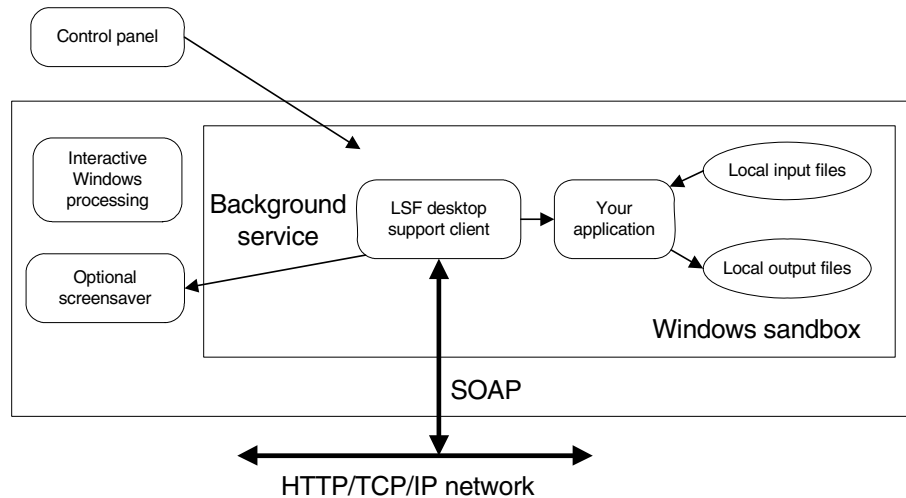 Control panel
Interactive
Windows
processing
Background
service
LSF desktop
support client
Your
application
Local input files
Optional
screensaver
Local output files
Windows sandbox
SOAP
HTTP/TCP/IP network